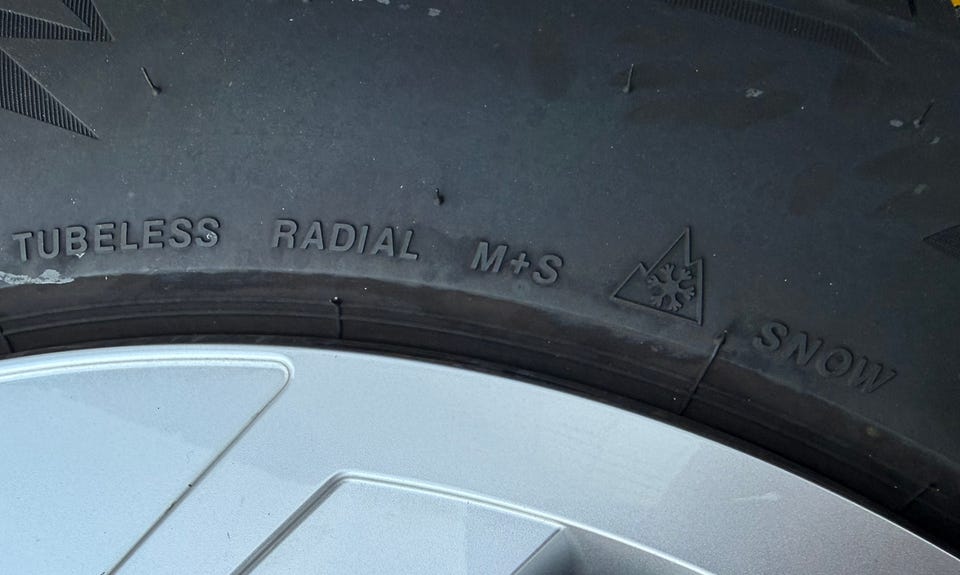 TUBELESS RADIAL M+S SNOW